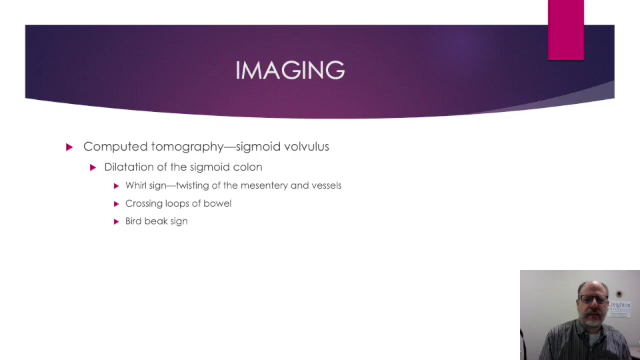 IMAGING
Computed tomography—sigmoid volvulus
Dilatation of the sigmoid colon
Whirl sign—twisting of the mesentery and vessels
Crossing loops of bowel
Bird beak sign